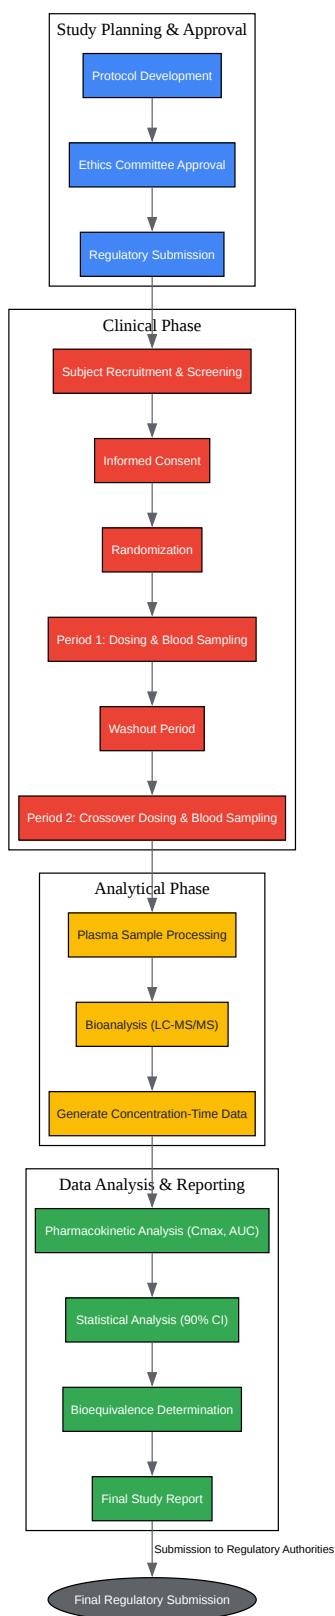 Study Planning & Approval
Protocol Development
Ethics Committee Approval
Regulatory Submission
Clinical Phase
Subject Recruitment & Screening
Informed Consent
Randomization
Period 1: Dosing & Blood Sampling
Washout Period
Period 2: Crossover Dosing & Blood Sampling
Analytical Phase
Plasma Sample Processing
Bioanalysis (LC-MS/MS)
Generate Concentration-Time Data
Data Analysis & Reporting
Pharmacokinetic Analysis (Cmax, AUC)
Statistical Analysis (90% CI)
Bioequivalence Determination
Final Study Report
Submission to Regulatory Authorities
Final Regulatory Submission